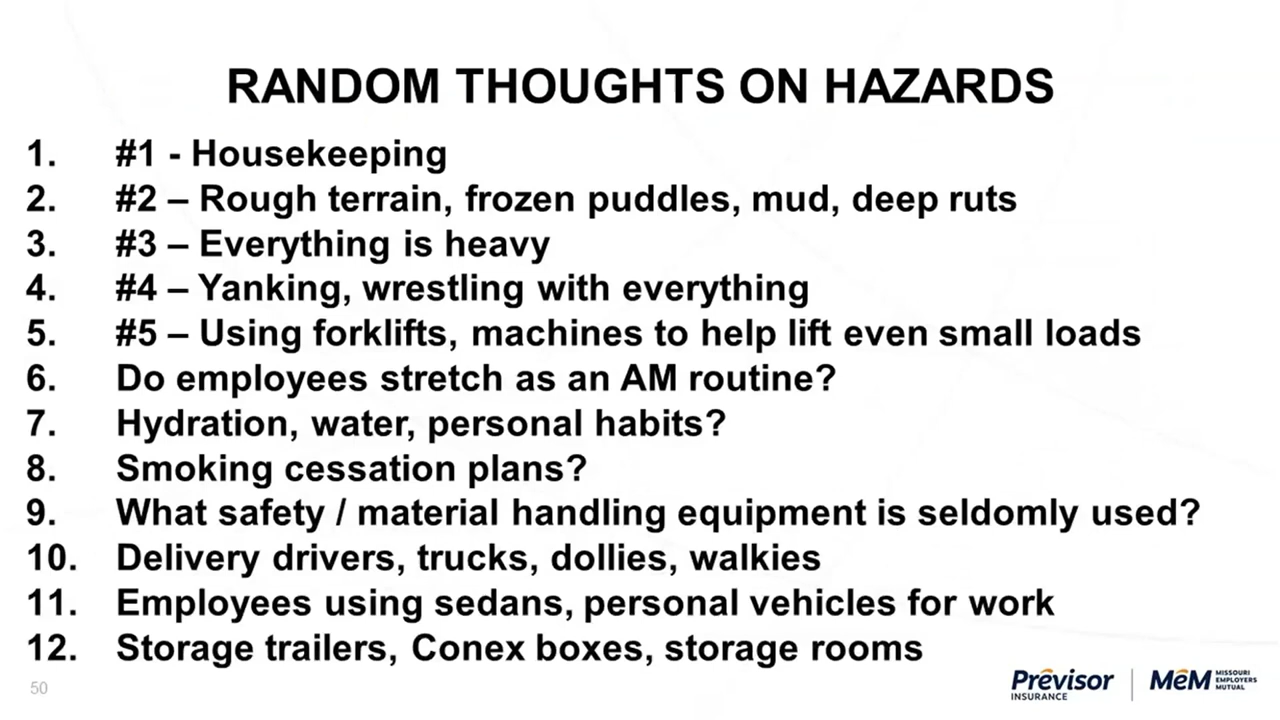 RANDOM THOUGHTS ON HAZARDS
1. #1 - Housekeeping
2. #2 – Rough terrain, frozen puddles, mud, deep ruts
3. #3 – Everything is heavy
4. #4 – Yanking, wrestling with everything
5. #5 – Using forklifts, machines to help lift even small loads
6. Do employees stretch as an AM routine?
7. Hydration, water, personal habits?
8. Smoking cessation plans?
9. What safety / material handling equipment is seldomly used?
10. Delivery drivers, trucks, dollies, walkies
11. Employees using sedans, personal vehicles for work
12. Storage trailers, Conex boxes, storage rooms
50
Prēvisor
INSURANCE
MēM
MISSOURI
EMPLOYERS
MUTUAL